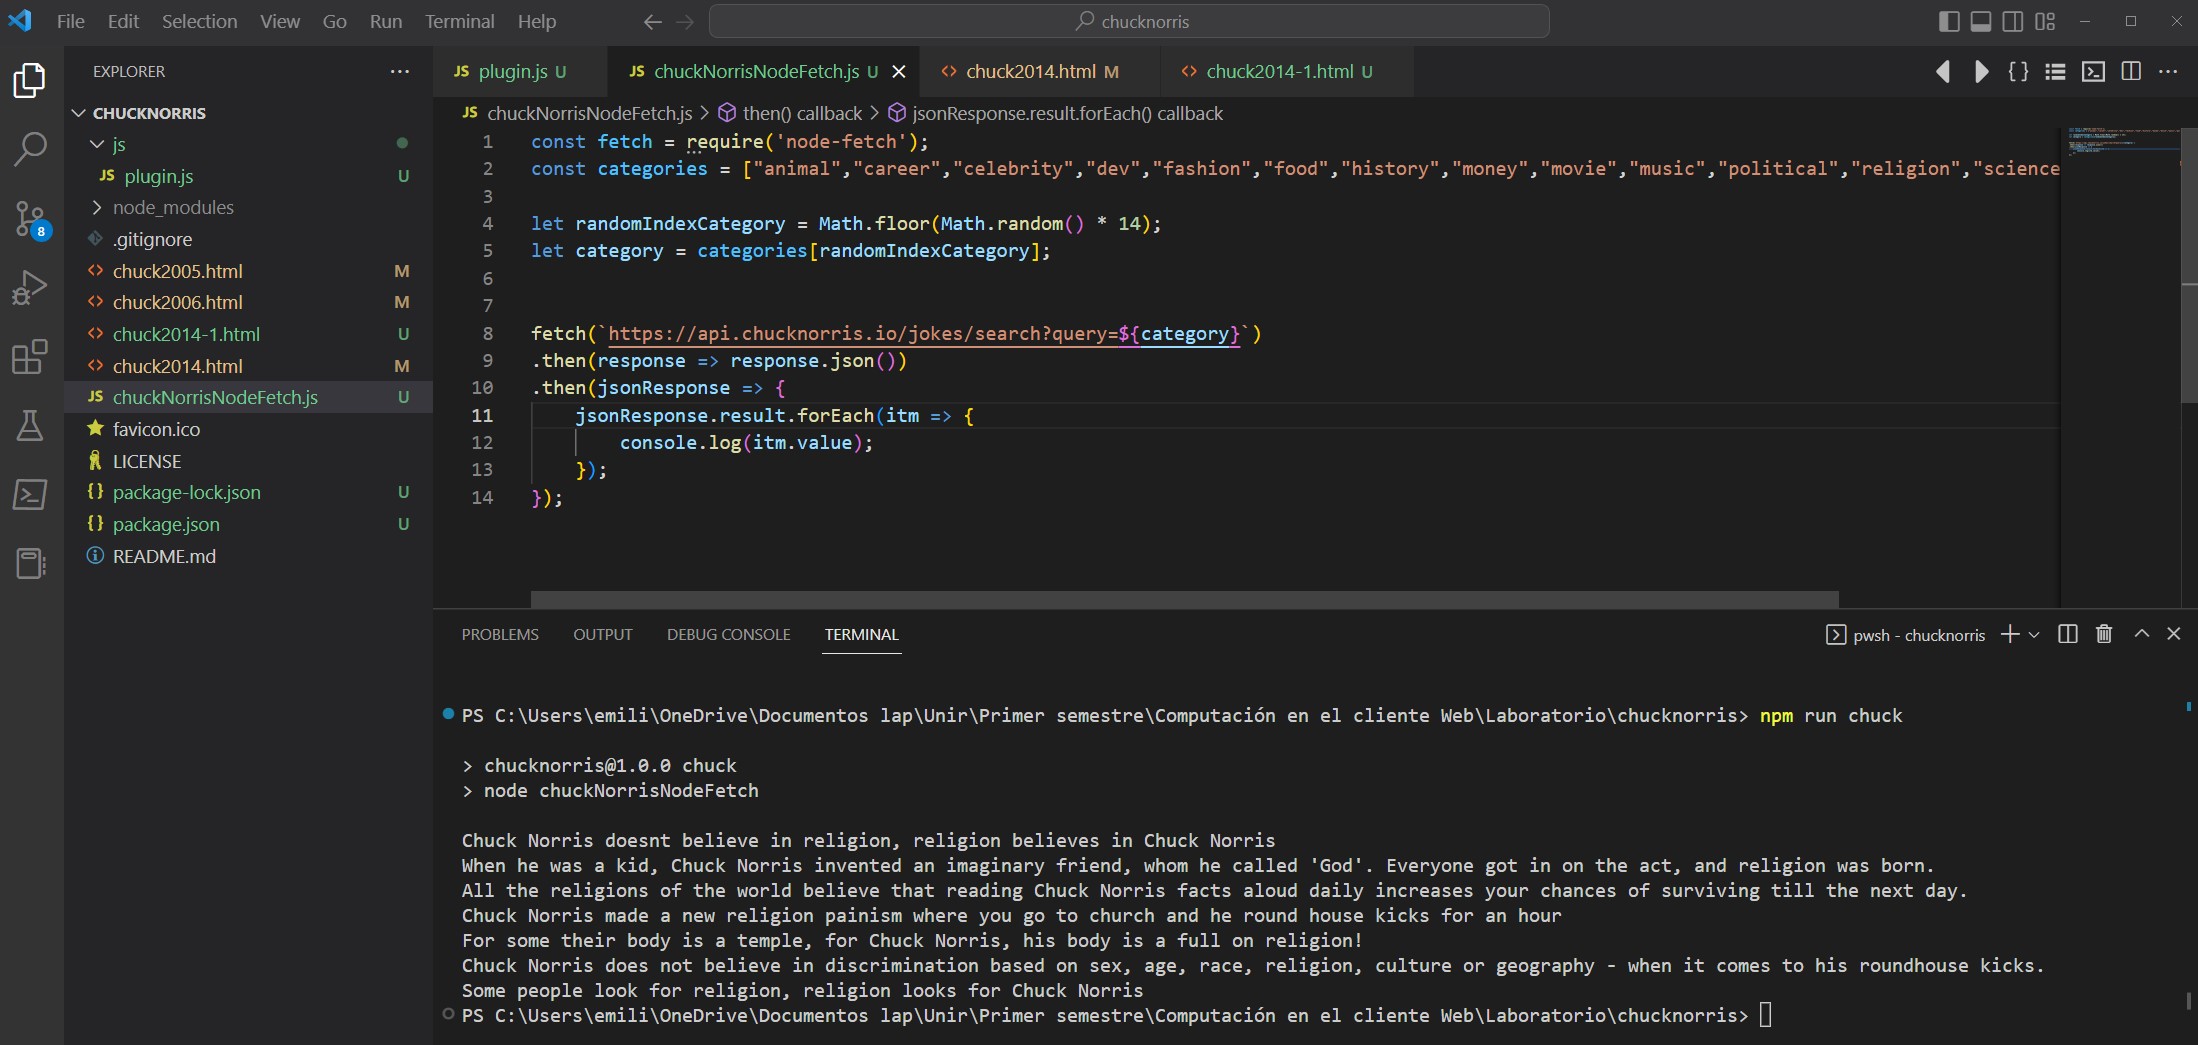 File Edit Selection View Go Run Terminal Help
chucknorris
EXPLORER
CHUCKNORRIS
js
JS plugin.js U
node_modules
.gitignore
chuck2005.html M
chuck2006.html M
chuck2014-1.html U
chuck2014.html M
JS chuckNorrisNodeFetch.js U
favicon.ico
LICENSE
{} package-lock.json U
{} package.json U
README.md
8
JS plugin.js U
JS chuckNorrisNodeFetch.js U
<> chuck2014.html M
<> chuck2014-1.html U
JS chuckNorrisNodeFetch.js > then() callback > jsonResponse.result.forEach() callback
1 const fetch = require('node-fetch');
2 const categories = ["animal","career","celebrity","dev","fashion","food","history","money","movie","music","political","religion","science
3
4 let randomIndexCategory = Math.floor(Math.random() * 14);
5 let category = categories[randomIndexCategory];
6
7
8 fetch(`https://api.chucknorris.io/jokes/search?query=${category}`)
9 .then(response => response.json())
10 .then(jsonResponse => {
11 jsonResponse.result.forEach(itm => {
12 console.log(itm.value);
13 });
14 });
PROBLEMS OUTPUT DEBUG CONSOLE TERMINAL
pwsh - chucknorris
PS C:\Users\emili\OneDrive\Documentos lap\Unir\Primer semestre\Computación en el cliente Web\Laboratorio\chucknorris> npm run chuck
> chucknorris@1.0.0 chuck
> node chuckNorrisNodeFetch
Chuck Norris doesnt believe in religion, religion believes in Chuck Norris
When he was a kid, Chuck Norris invented an imaginary friend, whom he called 'God'. Everyone got in on the act, and religion was born.
All the religions of the world believe that reading Chuck Norris facts aloud daily increases your chances of surviving till the next day.
Chuck Norris made a new religion painism where you go to church and he round house kicks for an hour
For some their body is a temple, for Chuck Norris, his body is a full on religion!
Chuck Norris does not believe in discrimination based on sex, age, race, religion, culture or geography - when it comes to his roundhouse kicks.
Some people look for religion, religion looks for Chuck Norris
PS C:\Users\emili\OneDrive\Documentos lap\Unir\Primer semestre\Computación en el cliente Web\Laboratorio\chucknorris>